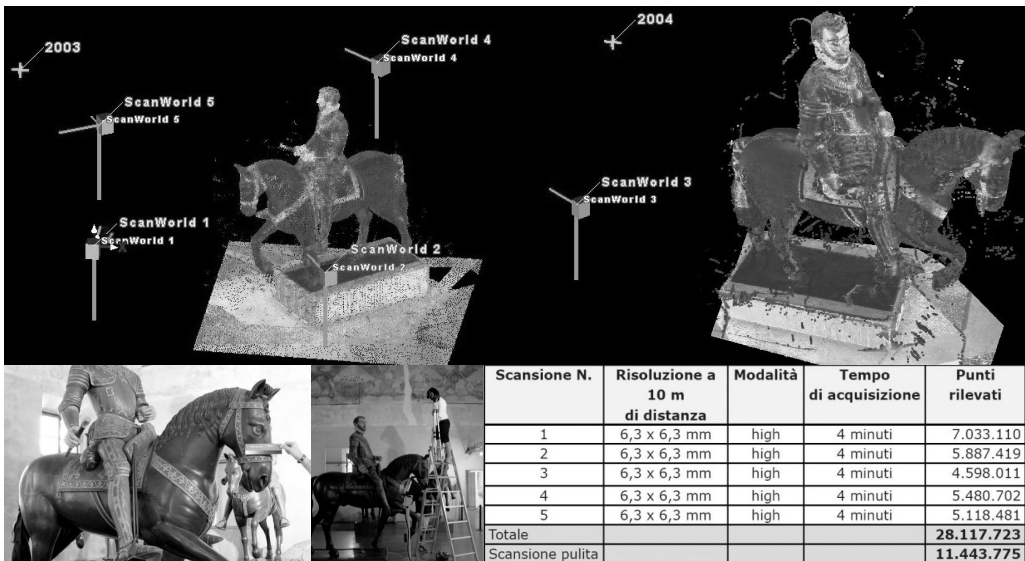 2003
ScanWorld 4
ScanWorld 4
2004
ScanWorld 5
ScanWorld 5
ScanWorld 3
ScanWorld 3
ScanWorld 1
ScanWorld 1
X
ScanWorld 2
ScanWorld 2
Scansione N. Risoluzione a 10 m di distanza Modalità Tempo di acquisizione Punti rilevati
1 6,3 x 6,3 mm high 4 minuti 7.033.110
2 6,3 x 6,3 mm high 4 minuti 5.887.419
3 6,3 x 6,3 mm high 4 minuti 4.598.011
4 6,3 x 6,3 mm high 4 minuti 5.480.702
5 6,3 x 6,3 mm high 4 minuti 5.118.481
Totale 28.117.723
Scansione pulita 11.443.775